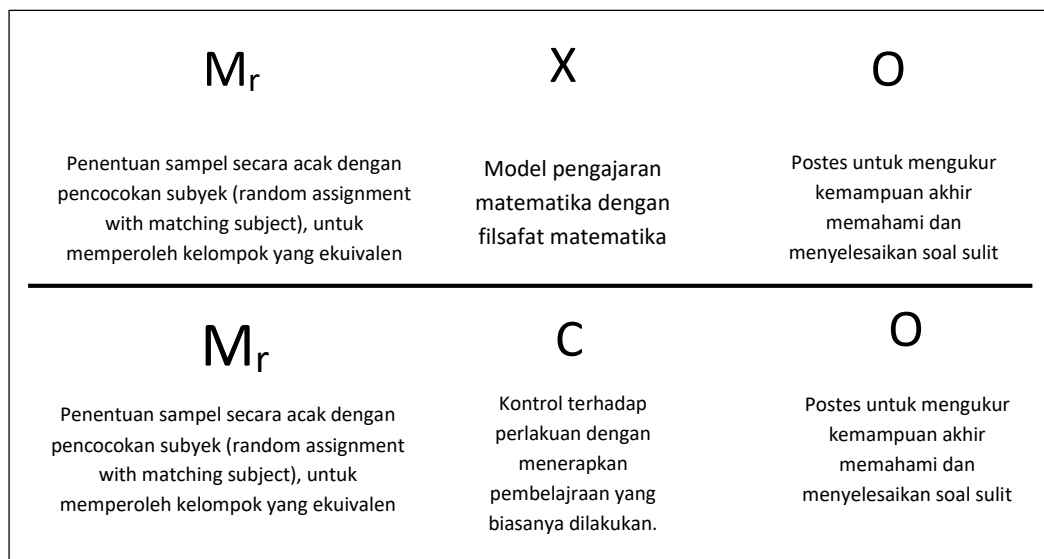 Mr
X
O
Penentuan sampel secara acak dengan
pencocokan subyek (random assignment
with matching subject), untuk
memperoleh kelompok yang ekuivalen
Model pengajaran
matematika dengan
filsafat matematika
Postes untuk mengukur
kemampuan akhir
memahami dan
menyelesaikan soal sulit
Mr
C
O
Penentuan sampel secara acak dengan
pencocokan subyek (random assignment
with matching subject), untuk
memperoleh kelompok yang ekuivalen
Kontrol terhadap
perlakuan dengan
menerapkan
pembelajraan yang
biasanya dilakukan.
Postes untuk mengukur
kemampuan akhir
memahami dan
menyelesaikan soal sulit